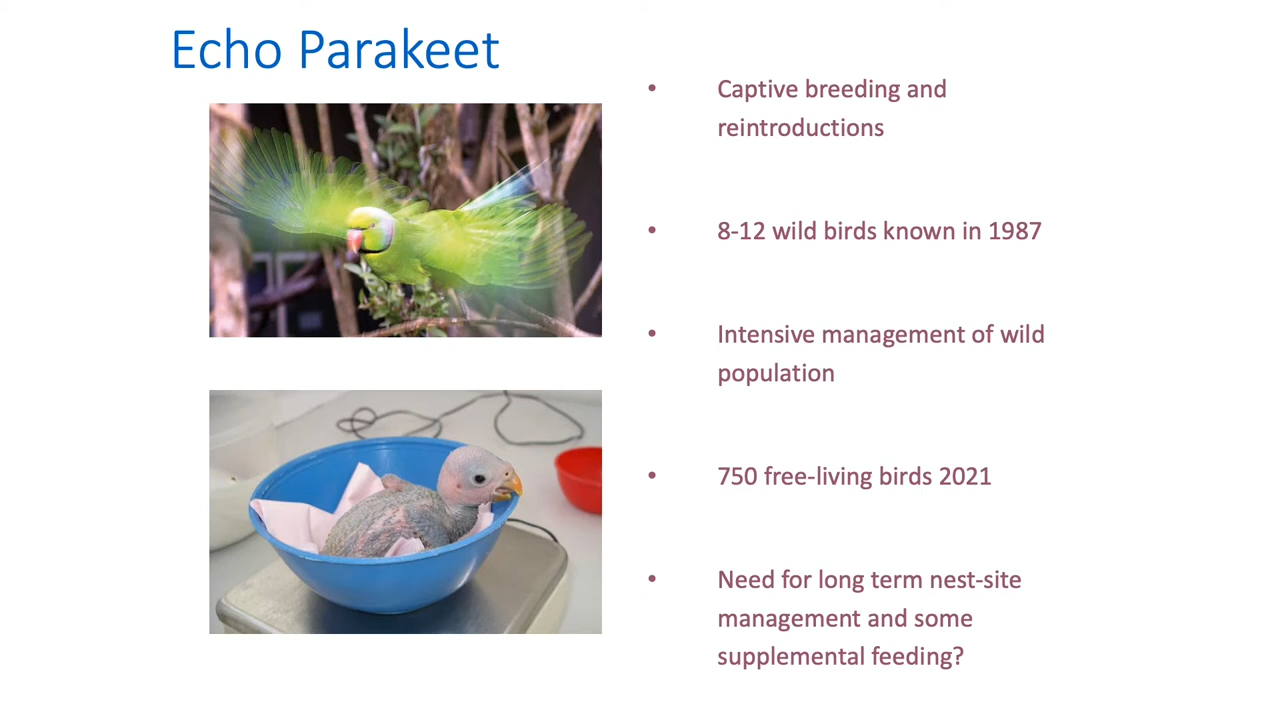 Echo Parakeet
• Captive breeding and
reintroductions
• 8-12 wild birds known in 1987
• Intensive management of wild
population
• 750 free-living birds 2021
• Need for long term nest-site
management and some
supplemental feeding?